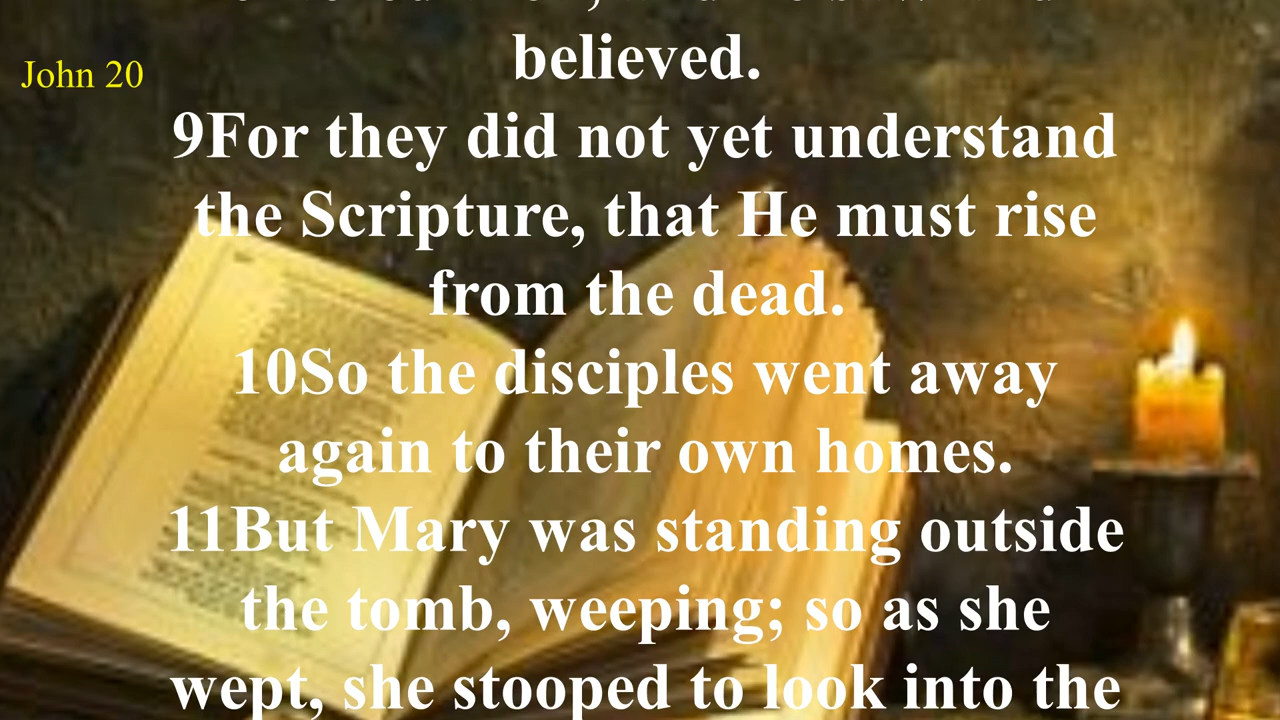 believed.
John 20
9For they did not yet understand
the Scripture, that He must rise
from the dead.
10So the disciples went away
again to their own homes.
11But Mary was standing outside
the tomb, weeping; so as she
wept, she stooped to look into the